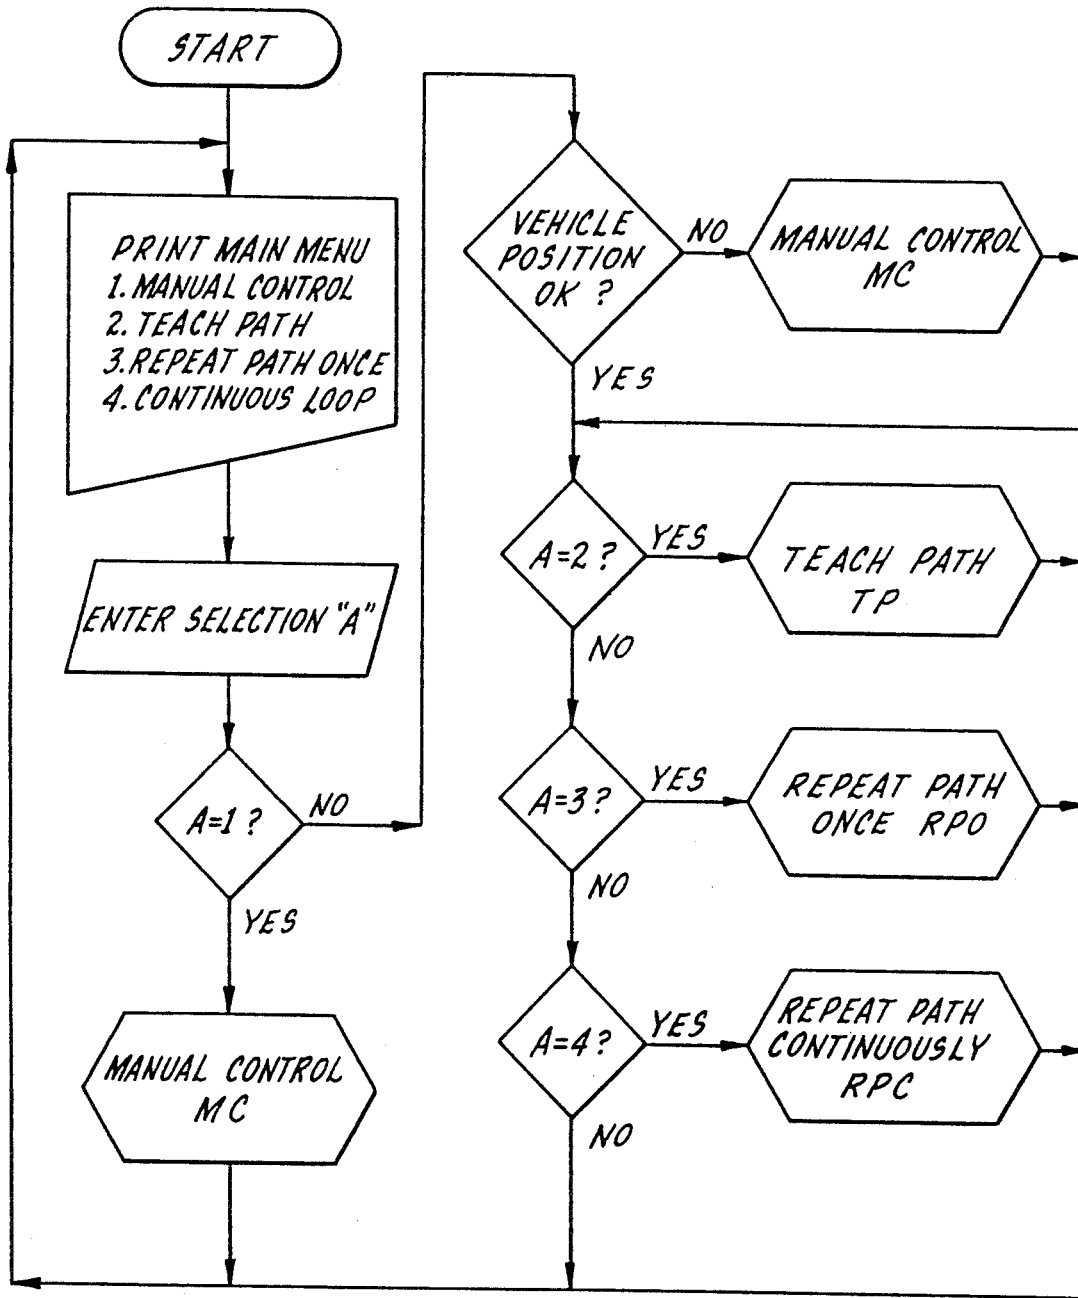 START
PRINT MAIN MENU
1. MANUAL CONTROL
2. TEACH PATH
3. REPEAT PATH ONCE
4. CONTINUOUS LOOP
ENTER SELECTION "A"
A=1 ?
NO
YES
MANUAL CONTROL
MC
VEHICLE
POSITION
OK ?
NO
MANUAL CONTROL
MC
YES
A=2 ?
YES
TEACH PATH
TP
NO
A=3 ?
YES
REPEAT PATH
ONCE RPO
NO
A=4 ?
YES
REPEAT PATH
CONTINUOUSLY
RPC
NO